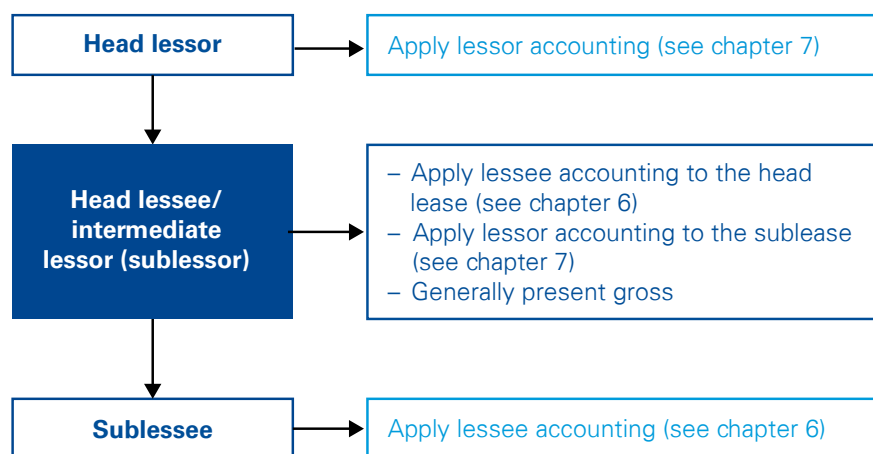 Head lessor
Apply lessor accounting (see chapter 7)
Head lessee/
intermediate
lessor (sublessor)
– Apply lessee accounting to the head
lease (see chapter 6)
– Apply lessor accounting to the sublease
(see chapter 7)
– Generally present gross
Sublessee
Apply lessee accounting (see chapter 6)